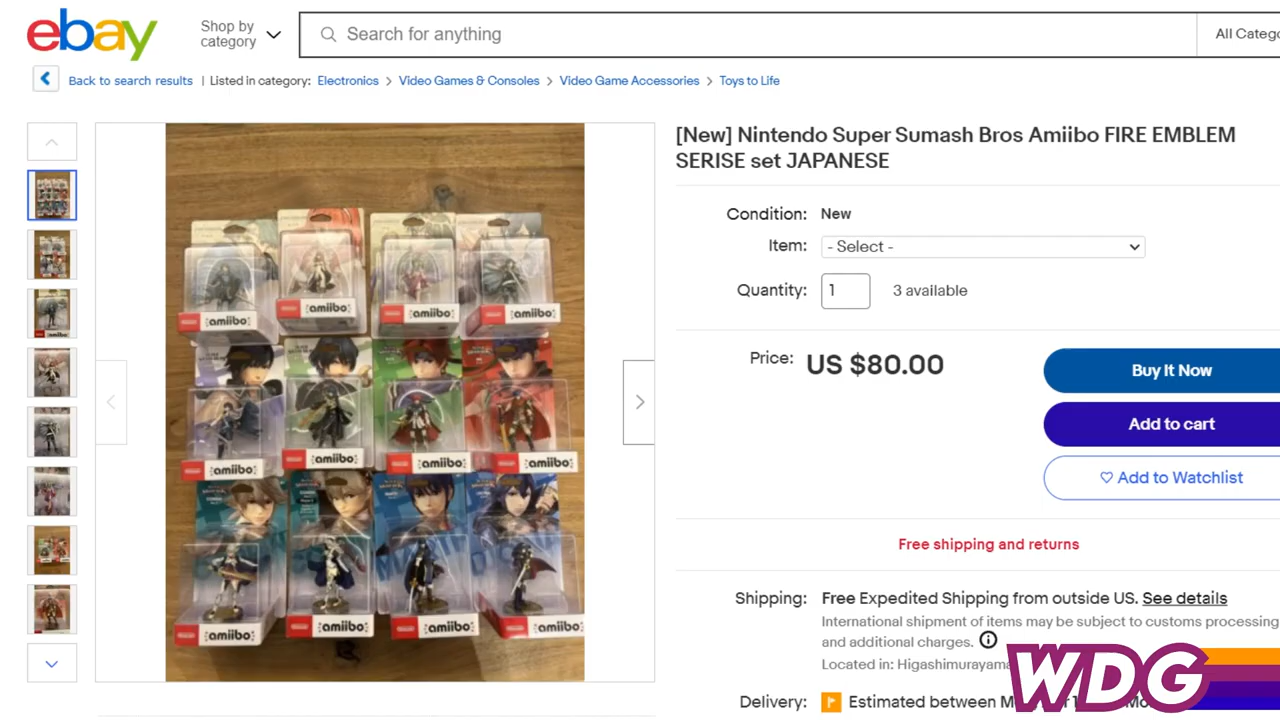 ebay
Shop by
category
Search for anything
All Catego
Back to search results | Listed in category: Electronics > Video Games & Consoles > Video Game Accessories > Toys to Life
[New] Nintendo Super Sumash Bros Amiibo FIRE EMBLEM
SERISE set JAPANESE
Condition: New
Item: - Select -
Quantity: 1 3 available
Price: US $80.00
Buy It Now
Add to cart
Add to Watchlist
Free shipping and returns
Shipping: Free Expedited Shipping from outside US. See details
International shipment of items may be subject to customs processing
and additional charges.
Located in: Higashimurayama
Delivery: Estimated between
WDG
amiibo amiibo amiibo amiibo
amiibo amiibo amiibo amiibo
amiibo amiibo amiibo amiibo